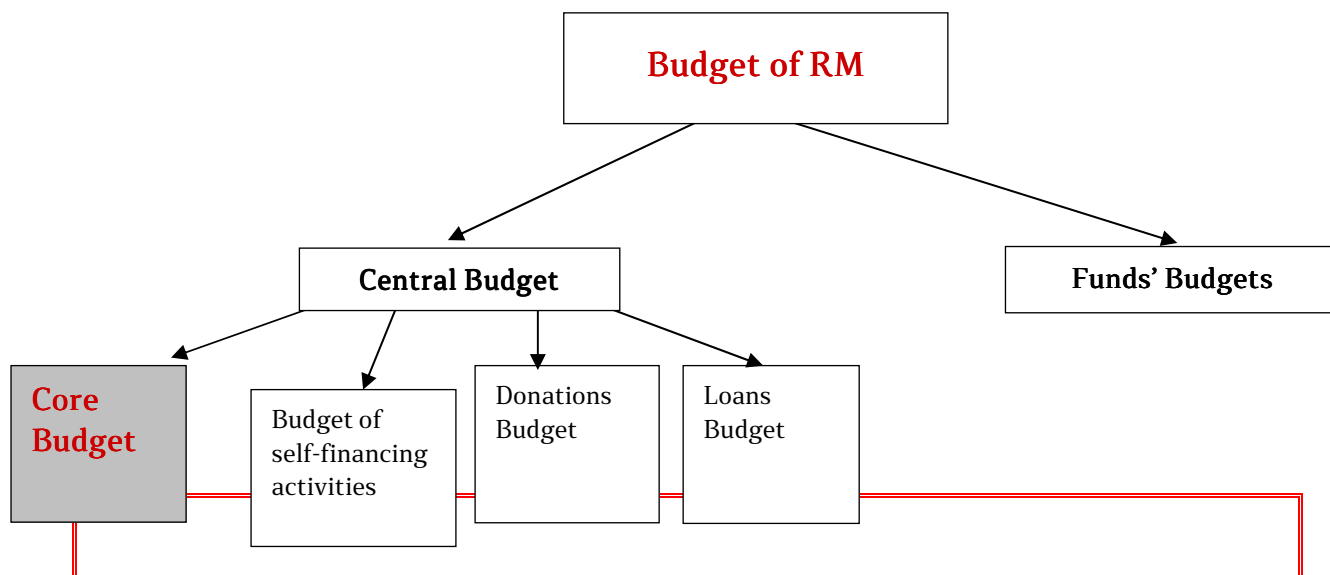 Budget of RM
Central Budget
Funds’ Budgets
Core
Budget
Budget of
self-financing
activities
Donations
Budget
Loans
Budget